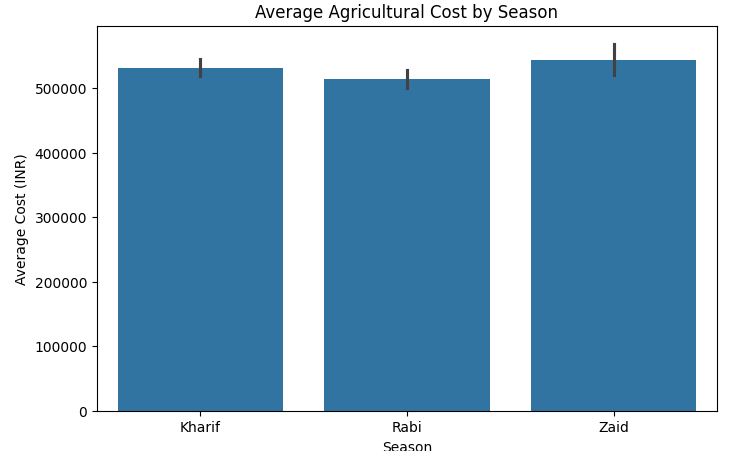 Average Agricultural Cost by Season
Average Cost (INR)
500000
400000
300000
200000
100000
0
Kharif
Rabi
Zaid
Season